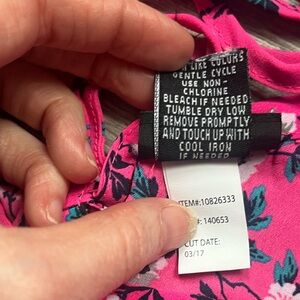 LIKE COLORS
GENTLE CYCLE
USE NON-
CHLORINE
BLEACH IF NEEDED
TUMBLE DRY LOW
REMOVE PROMPTLY
AND TOUCH UP WITH
COOL IRON
IF NEEDED
ITEM#:10826333
#: 140653
CUT DATE:
03/17